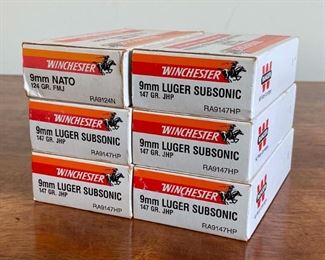 WINCHESTER
9mm NATO
124 GR. FMJ
RA9124N
WINCHESTER
9mm LUGER SUBSONIC
147 GR. JHP
RA9147HP
WINCHESTER
9mm LUGER SUBSONIC
147 GR. JHP
RA9147HP
WINCHESTER
9mm LUGER SUBSONIC
147 GR. JHP
RA9147HP
WINCHESTER
9mm LUGER SUBSONIC
147 GR. JHP
RA9147HP
WINCHESTER
9mm LUGER SUBSONIC
147 GR. JHP
RA9147HP